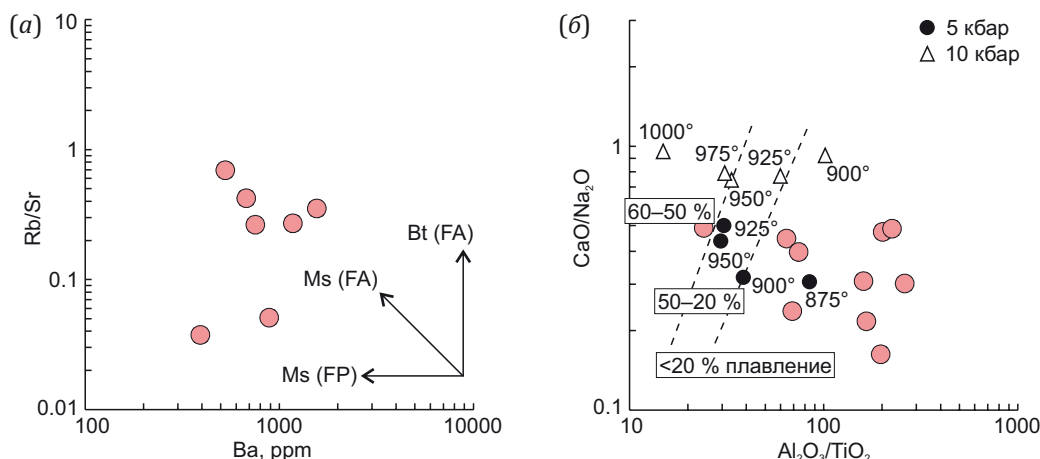 (а)
10
1
0.1
0.01
100
1000
10000
Rb/Sr
Ba, ppm
Bt (FA)
Ms (FA)
Ms (FP)
(б)
● 5 кбар
△ 10 кбар
1
0.1
10
100
1000
CaO/Na₂O
Al₂O₃/TiO₂
1000°
975°
925°
950°
900°
60–50 %
925°
950°
900°
875°
50–20 %
<20 % плавление